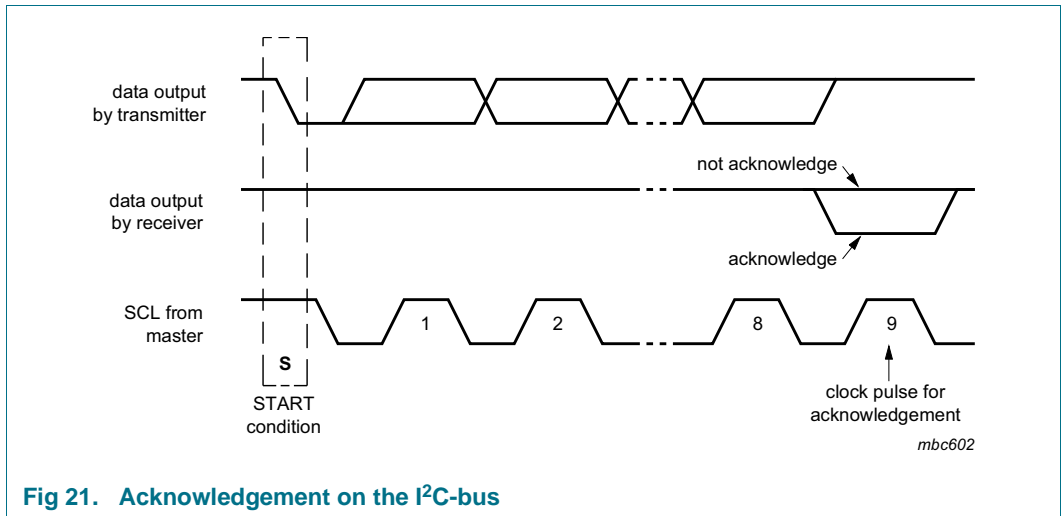 data output
by transmitter
not acknowledge
data output
by receiver
acknowledge
SCL from
master
1
2
8
9
S
START
condition
clock pulse for
acknowledgement
mbc602
Fig 21. Acknowledgement on the I²C-bus